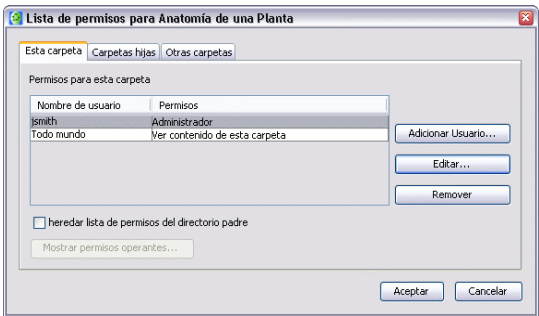 Lista de permisos para Anatomía de una Planta
Esta carpeta Carpetas hijas Otras carpetas
Permisos para esta carpeta
Nombre de usuario Permisos
jsmith Administrador
Todo mundo Ver contenido de esta carpeta
Adicionar Usuario...
Editar...
Remover
heredar lista de permisos del directorio padre
Mostrar permisos operantes...
Aceptar Cancelar